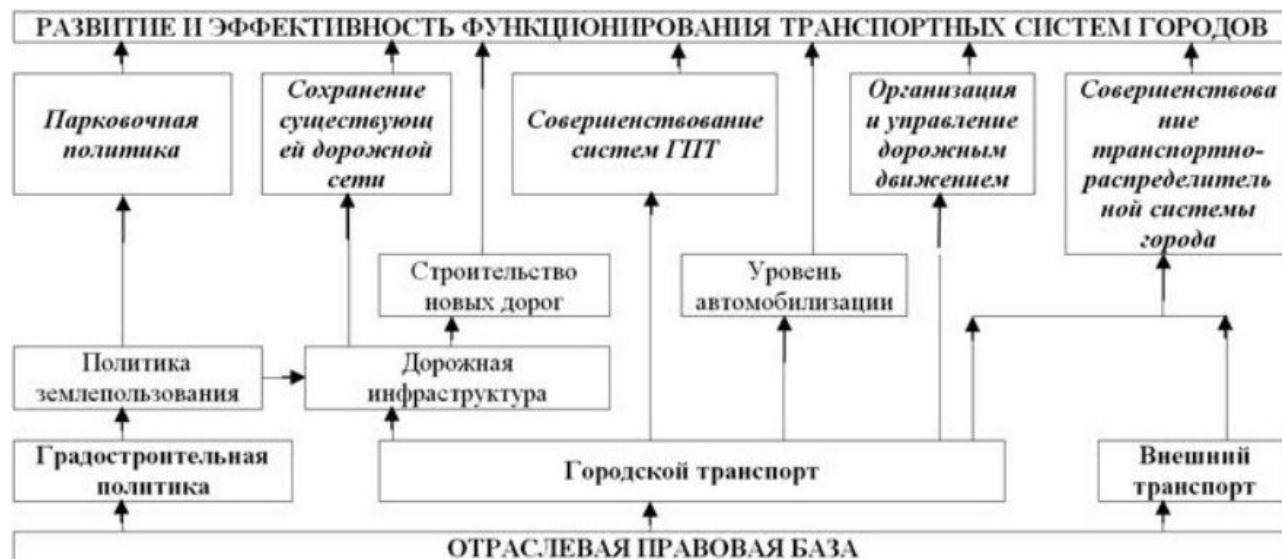 РАЗВИТИЕ И ЭФФЕКТИВНОСТЬ ФУНКЦИОНИРОВАНИЯ ТРАНСПОРТНЫХ СИСТЕМ ГОРОДОВ
Парковочная
политика
Сохранение
существующ
ей дорожной
сети
Совершенствование
систем ГПТ
Организация
и управление
дорожным
движением
Совершенствова
ние
транспортно-
распределитель
ной системы
города
Строительство
новых дорог
Уровень
автомобилизации
Политика
землепользования
Дорожная
инфраструктура
Градостроительная
политика
Городской транспорт
Внешний
транспорт
ОТРАСЛЕВАЯ ПРАВОВАЯ БАЗА